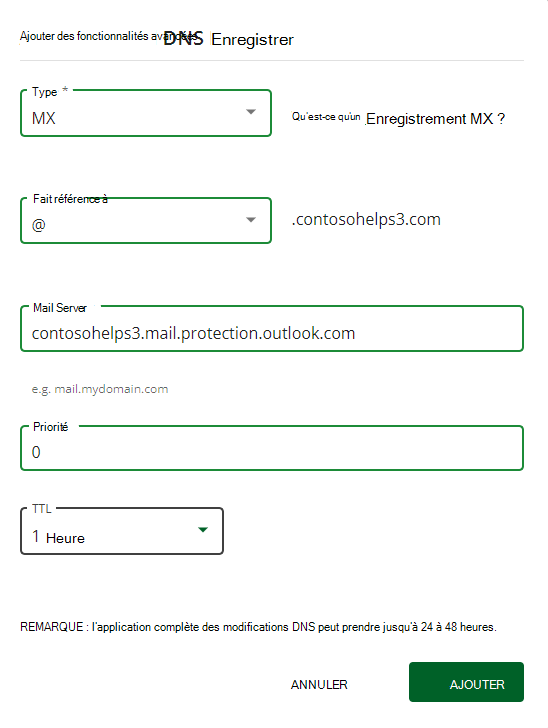 Ajouter des fonctionnalités avancées DNS Enregistrer
Type *
MX
Qu'est-ce qu'un Enregistrement MX ?
Fait référence à
@
.contosohelps3.com
Mail Server
contosohelps3.mail.protection.outlook.com
e.g. mail.mydomain.com
Priorité
0
TTL
1 Heure
REMARQUE : l'application complète des modifications DNS peut prendre jusqu'à 24 à 48 heures.
ANNULER
AJOUTER